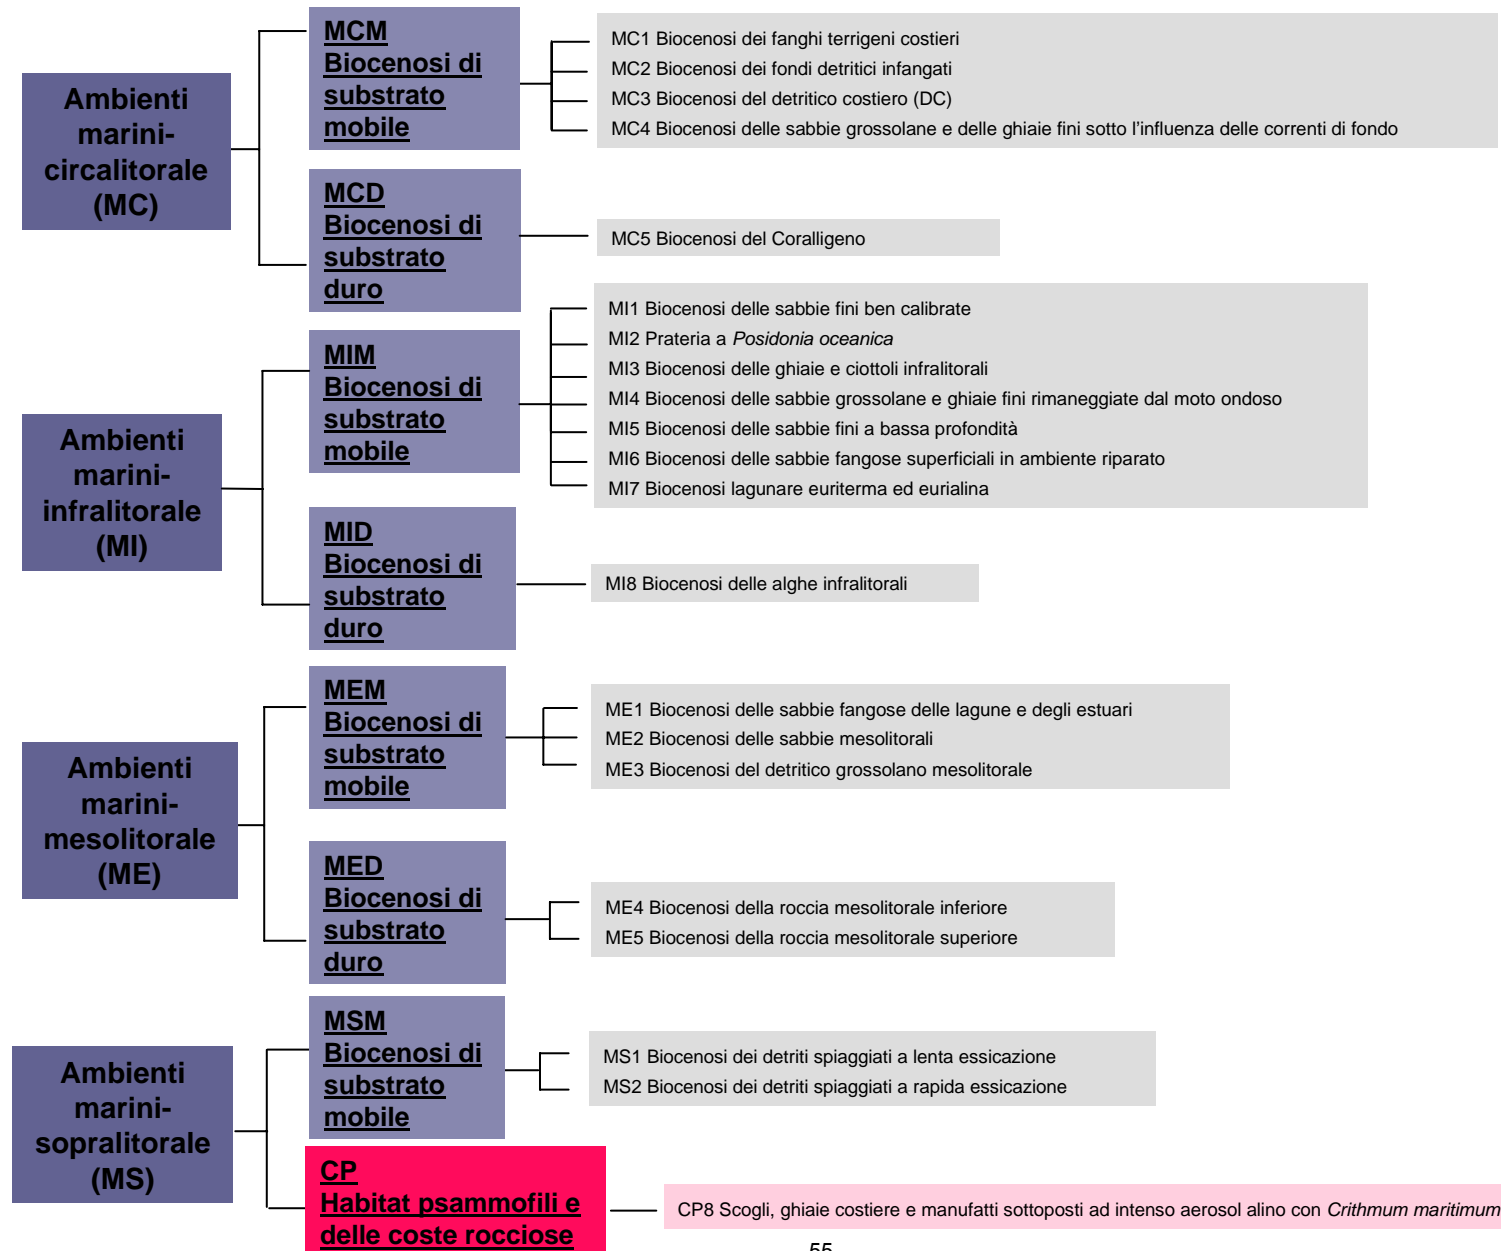 Ambienti
marini-
circalitorale
(MC)
MCM
Biocenosi di
substrato
mobile
MC1 Biocenosi dei fanghi terrigeni costieri
MC2 Biocenosi dei fondi detritici infangati
MC3 Biocenosi del detritico costiero (DC)
MC4 Biocenosi delle sabbie grossolane e delle ghiaie fini sotto l'influenza delle correnti di fondo
MCD
Biocenosi di
substrato
duro
MC5 Biocenosi del Coralligeno
Ambienti
marini-
infralitorale
(MI)
MIM
Biocenosi di
substrato
mobile
MI1 Biocenosi delle sabbie fini ben calibrate
MI2 Prateria a Posidonia oceanica
MI3 Biocenosi delle ghiaie e ciottoli infralitorali
MI4 Biocenosi delle sabbie grossolane e ghiaie fini rimaneggiate dal moto ondoso
MI5 Biocenosi delle sabbie fini a bassa profondità
MI6 Biocenosi delle sabbie fangose superficiali in ambiente riparato
MI7 Biocenosi lagunare euriterma ed eurialina
MID
Biocenosi di
substrato
duro
MI8 Biocenosi delle alghe infralitorali
Ambienti
marini-
mesolitorale
(ME)
MEM
Biocenosi di
substrato
mobile
ME1 Biocenosi delle sabbie fangose delle lagune e degli estuari
ME2 Biocenosi delle sabbie mesolitorali
ME3 Biocenosi del detritico grossolano mesolitorale
MED
Biocenosi di
substrato
duro
ME4 Biocenosi della roccia mesolitorale inferiore
ME5 Biocenosi della roccia mesolitorale superiore
Ambienti
marini-
sopralitorale
(MS)
MSM
Biocenosi di
substrato
mobile
MS1 Biocenosi dei detriti spiaggiati a lenta essicazione
MS2 Biocenosi dei detriti spiaggiati a rapida essicazione
CP
Habitat psammofili e
delle coste rocciose
CP8 Scogli, ghiaie costiere e manufatti sottoposti ad intenso aerosol alino con Crithmum maritimum
55